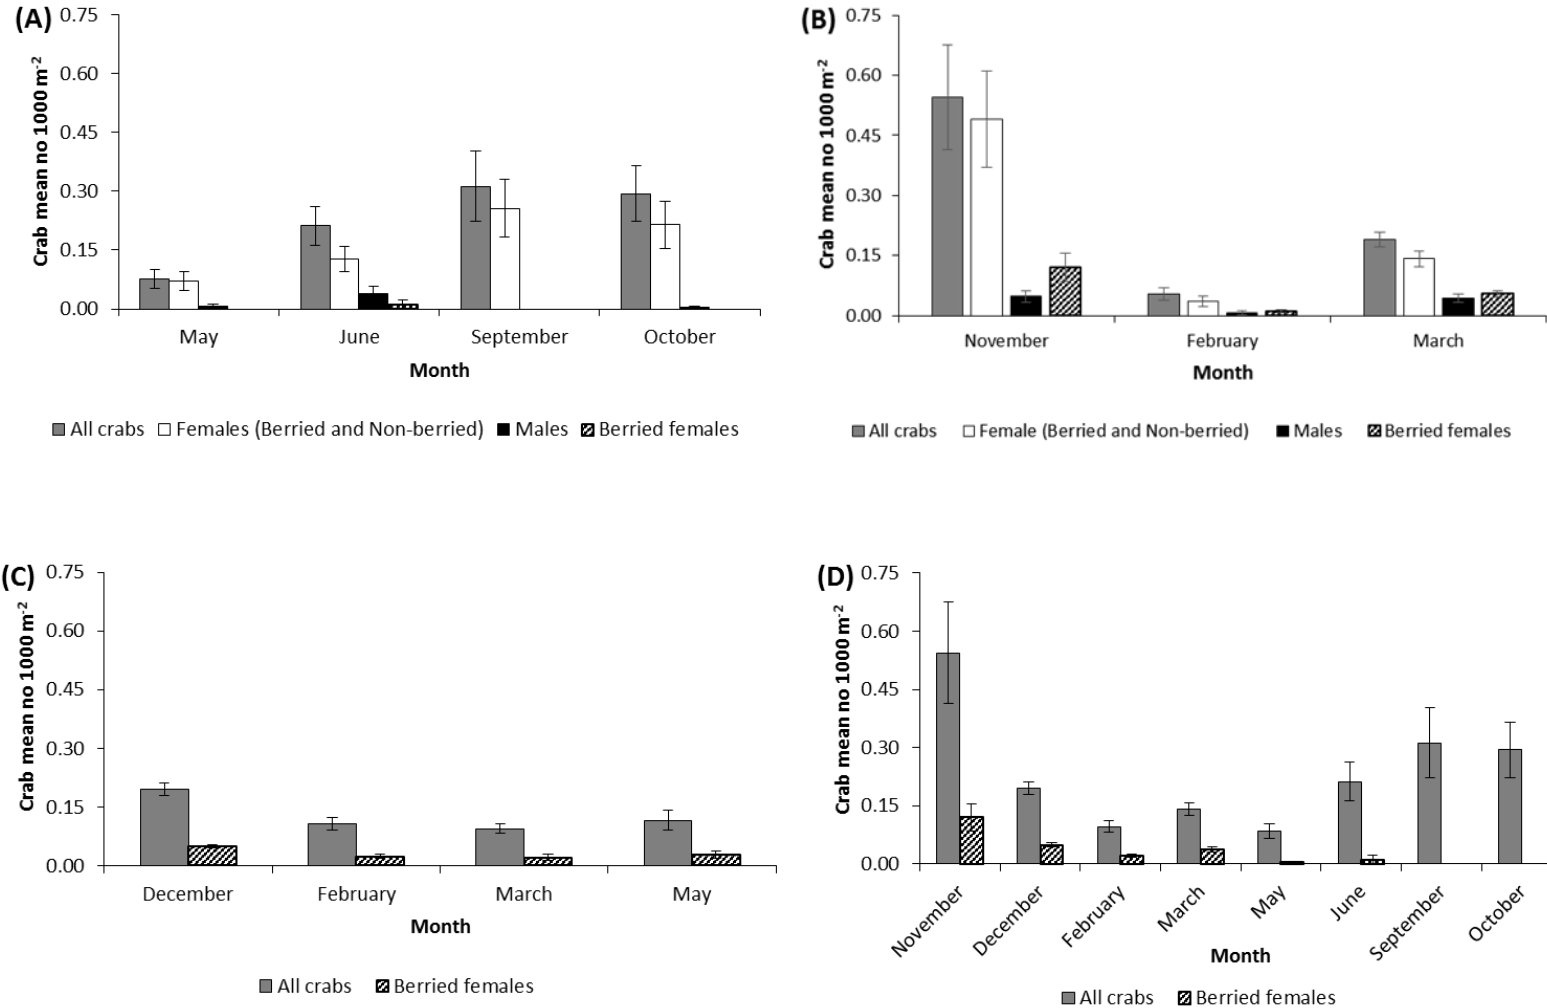 (A)
Crab mean no 1000 m-2
0.75
0.60
0.45
0.30
0.15
0.00
May June September October
Month
All crabs Females (Berried and Non-berried) Males Berried females
(B)
Crab mean no 1000 m-2
0.75
0.60
0.45
0.30
0.15
0.00
November February March
Month
All crabs Female (Berried and Non-berried) Males Berried females
(C)
Crab mean no 1000 m-2
0.75
0.60
0.45
0.30
0.15
0.00
December February March May
Month
All crabs Berried females
(D)
Crab mean no 1000 m-2
0.75
0.60
0.45
0.30
0.15
0.00
November December February March May June September October
Month
All crabs Berried females